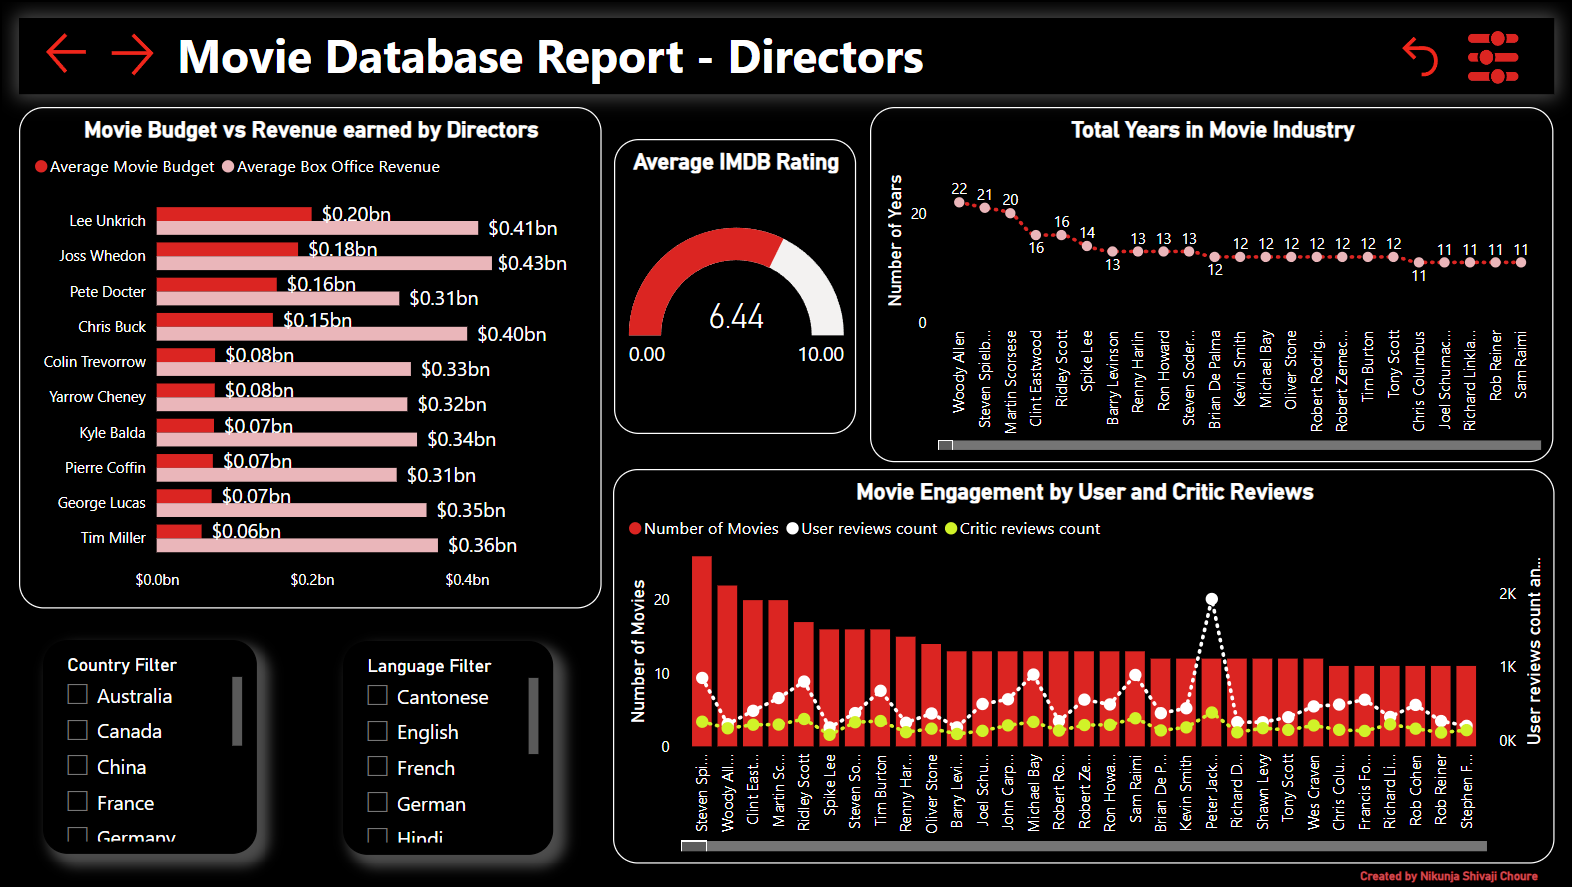 Movie Database Report - Directors
Movie Budget vs Revenue earned by Directors
Average Movie Budget Average Box Office Revenue
Lee Unkrich $0.20bn $0.41bn
Joss Whedon $0.18bn $0.43bn
Pete Docter $0.16bn $0.31bn
Chris Buck $0.15bn $0.40bn
Colin Trevorrow $0.08bn $0.33bn
Yarrow Cheney $0.08bn $0.32bn
Kyle Balda $0.07bn $0.34bn
Pierre Coffin $0.07bn $0.31bn
George Lucas $0.07bn $0.35bn
Tim Miller $0.06bn $0.36bn
$0.0bn $0.2bn $0.4bn
Average IMDB Rating
6.44
0.00 10.00
Total Years in Movie Industry
Number of Years
20
0
22 21 20 16 16 14 13 13 13 13 12 12 12 12 12 12 12 12 11 11 11 11 11
Woody Allen
Steven Spielb...
Martin Scorsese
Clint Eastwood
Ridley Scott
Spike Lee
Barry Levinson
Renny Harlin
Ron Howard
Steven Soder...
Brian De Palma
Kevin Smith
Michael Bay
Oliver Stone
Robert Rodrig...
Robert Zemec...
Tim Burton
Tony Scott
Chris Columbus
Joel Schumac...
Richard Linkla...
Rob Reiner
Sam Raimi
Movie Engagement by User and Critic Reviews
Number of Movies User reviews count Critic reviews count
Number of Movies
20
10
0
2K
1K
0K
User reviews count an...
Steven Spi...
Woody All...
Clint East...
Martin Sc...
Ridley Scott
Spike Lee
Steven So...
Tim Burton
Renny Har...
Oliver Stone
Barry Levi...
Joel Schu...
John Carp...
Michael Bay
Robert Ro...
Robert Ze...
Ron Howa...
Sam Raimi
Brian De P...
Kevin Smith
Peter Jack...
Richard D...
Shawn Levy
Tony Scott
Wes Craven
Chris Colu...
Francis Fo...
Richard Li...
Rob Cohen
Rob Reiner
Stephen F...
Country Filter
Australia
Canada
China
France
Germany
Language Filter
Cantonese
English
French
German
Hindi
Created by Nikunja Shivaji Choure